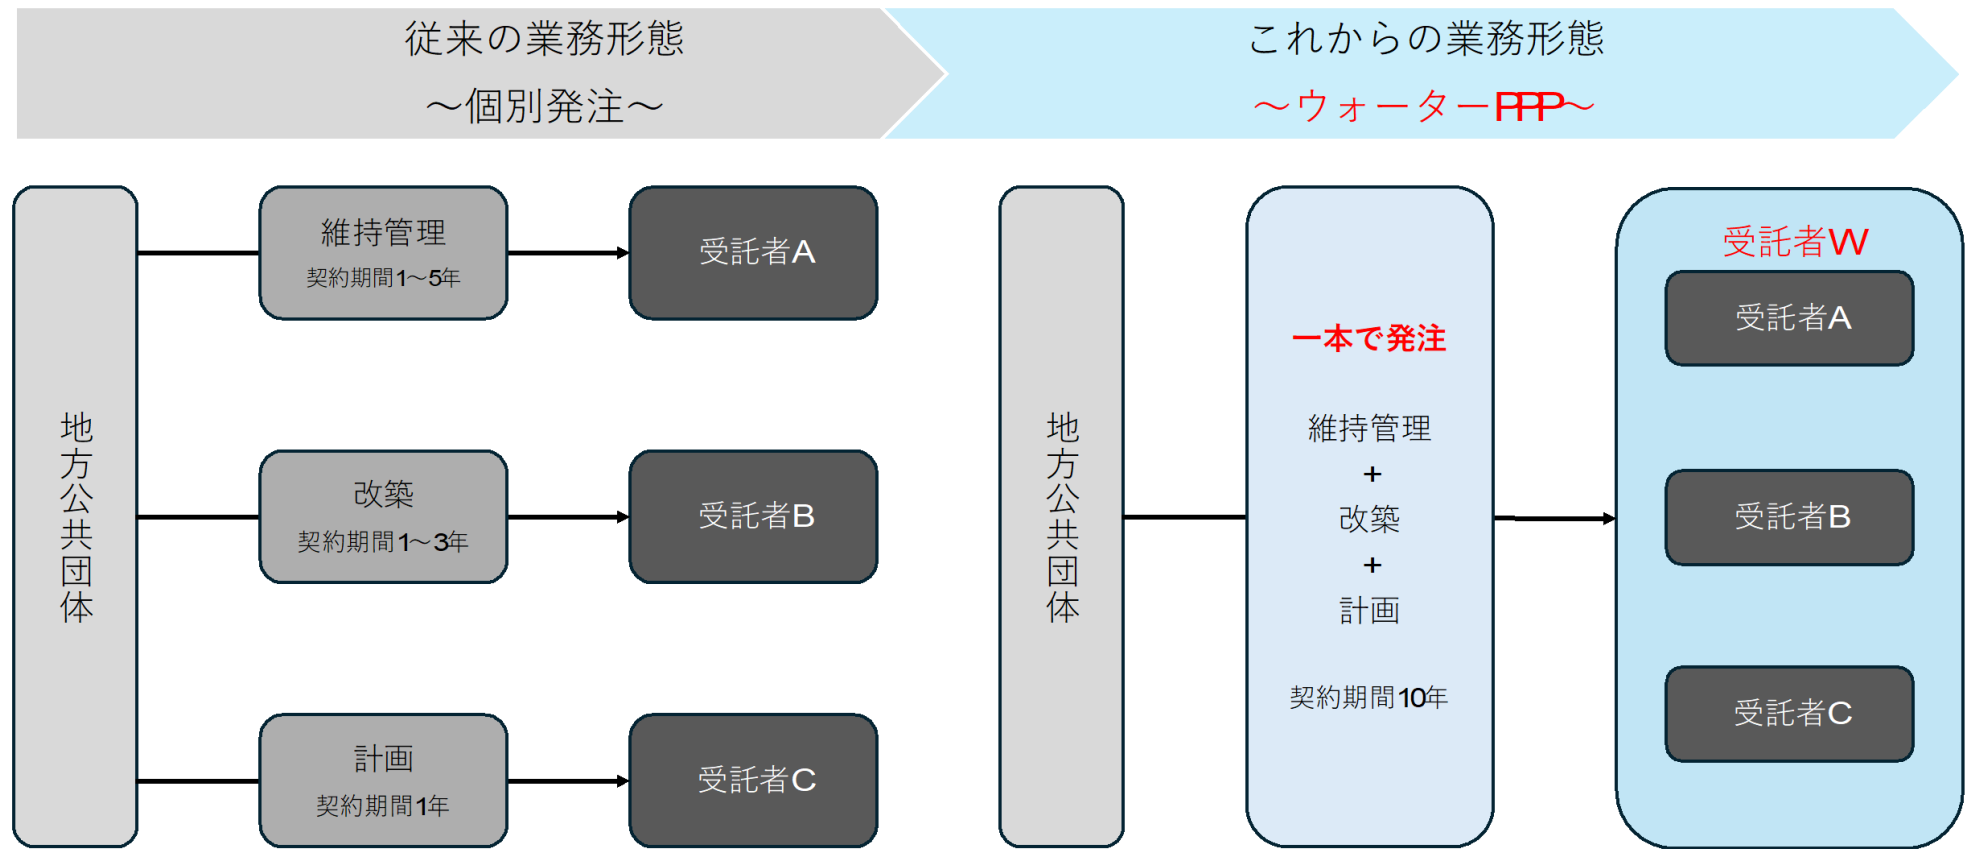 従来の業務形態
～個別発注～
これからの業務形態
～ウォーターPPP～
地方公共団体
維持管理
契約期間1～5年
受託者A
改築
契約期間1～3年
受託者B
計画
契約期間1年
受託者C
地方公共団体
一本で発注
維持管理
+
改築
+
計画
契約期間10年
受託者W
受託者A
受託者B
受託者C